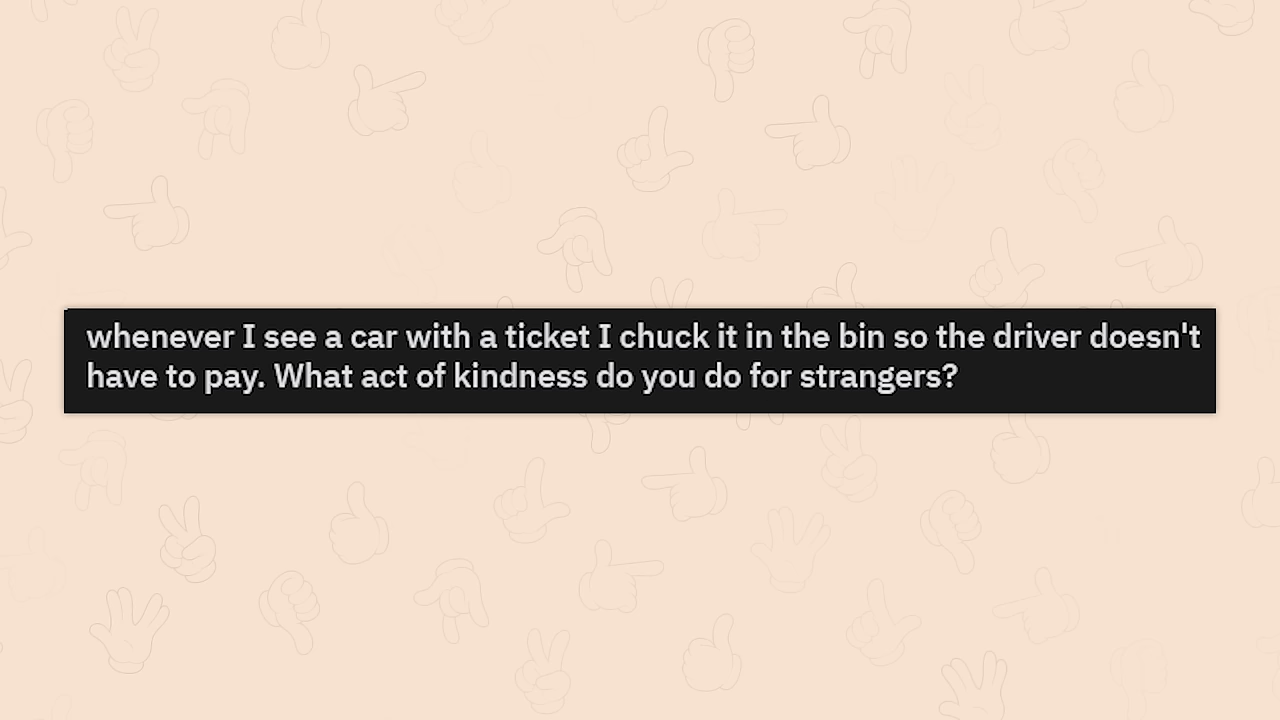 whenever I see a car with a ticket I chuck it in the bin so the driver doesn't
have to pay. What act of kindness do you do for strangers?